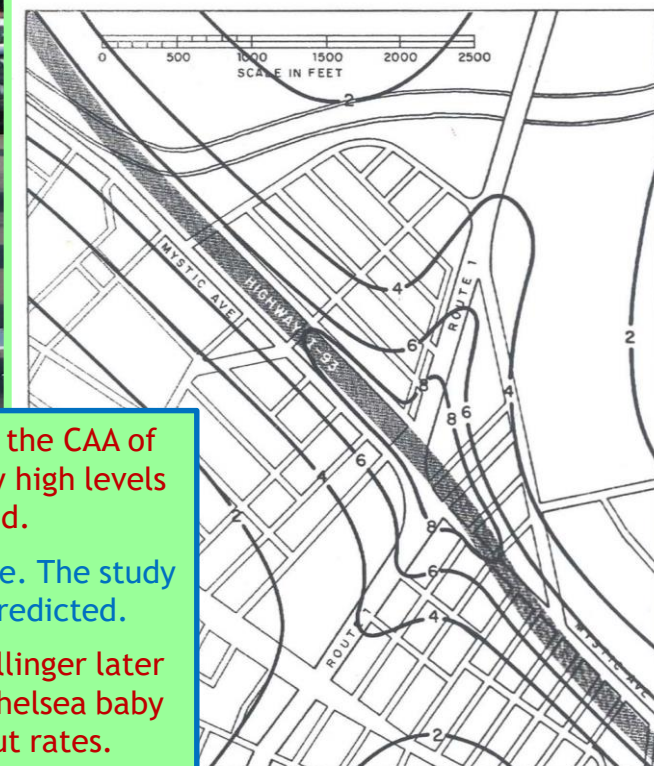 0 500 1000 2000 2500
SCALE IN FEET
2
MYSTIC AVE
HIGHWAY I-93
ROUTE 1
4
6
8
8
6
4
2
6
4
2
8
6
4
ROUTE 1
MYSTIC AVE
2
the CAA of
high levels
d.
e. The study
redicted.
llinger later
helsea baby
ut rates.